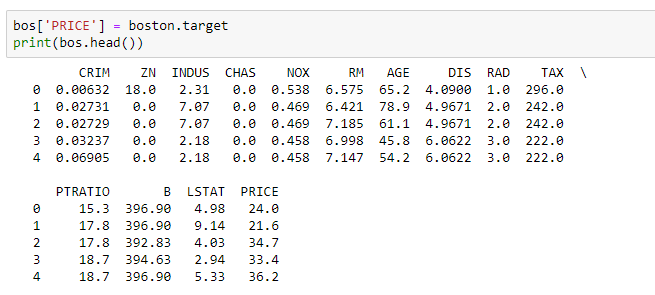 bos['PRICE'] = boston.target
print(bos.head())
CRIM ZN INDUS CHAS NOX RM AGE DIS RAD TAX \
0 0.00632 18.0 2.31 0.0 0.538 6.575 65.2 4.0900 1.0 296.0
1 0.02731 0.0 7.07 0.0 0.469 6.421 78.9 4.9671 2.0 242.0
2 0.02729 0.0 7.07 0.0 0.469 7.185 61.1 4.9671 2.0 242.0
3 0.03237 0.0 2.18 0.0 0.458 6.998 45.8 6.0622 3.0 222.0
4 0.06905 0.0 2.18 0.0 0.458 7.147 54.2 6.0622 3.0 222.0
PTRATIO B LSTAT PRICE
0 15.3 396.90 4.98 24.0
1 17.8 396.90 9.14 21.6
2 17.8 392.83 4.03 34.7
3 18.7 394.63 2.94 33.4
4 18.7 396.90 5.33 36.2